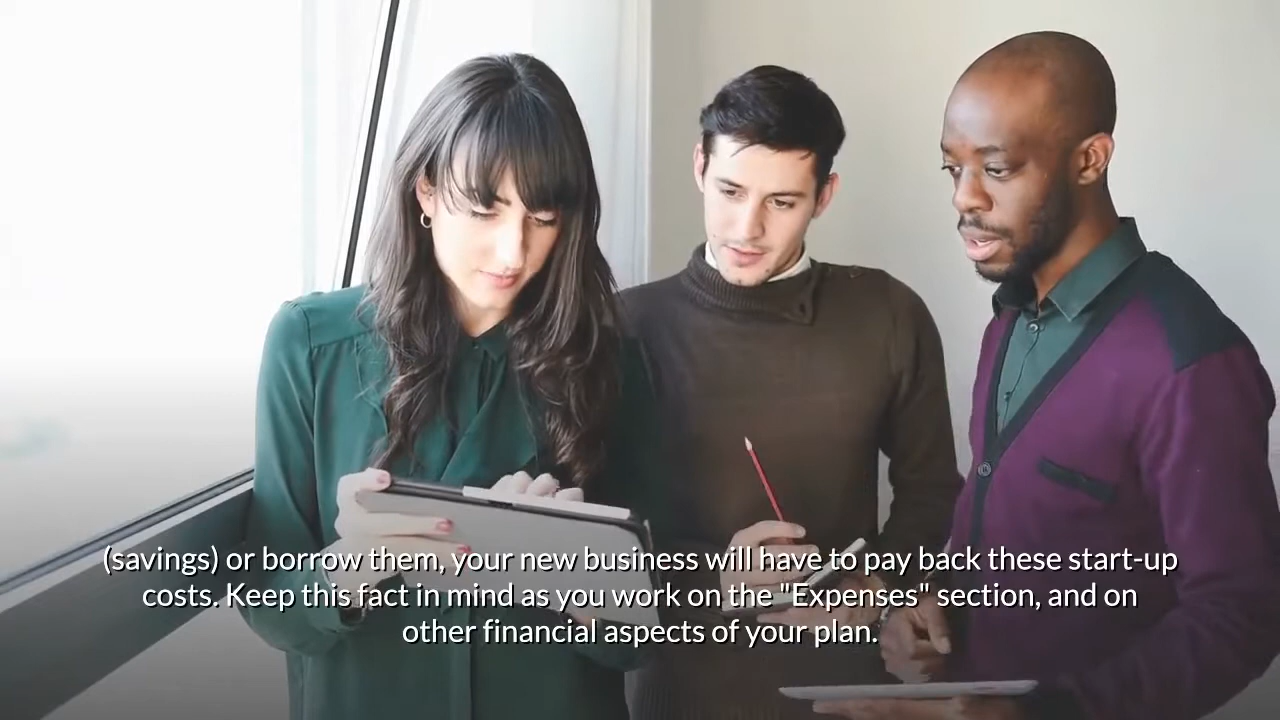 (savings) or borrow them, your new business will have to pay back these start-up
costs. Keep this fact in mind as you work on the "Expenses" section, and on
other financial aspects of your plan.